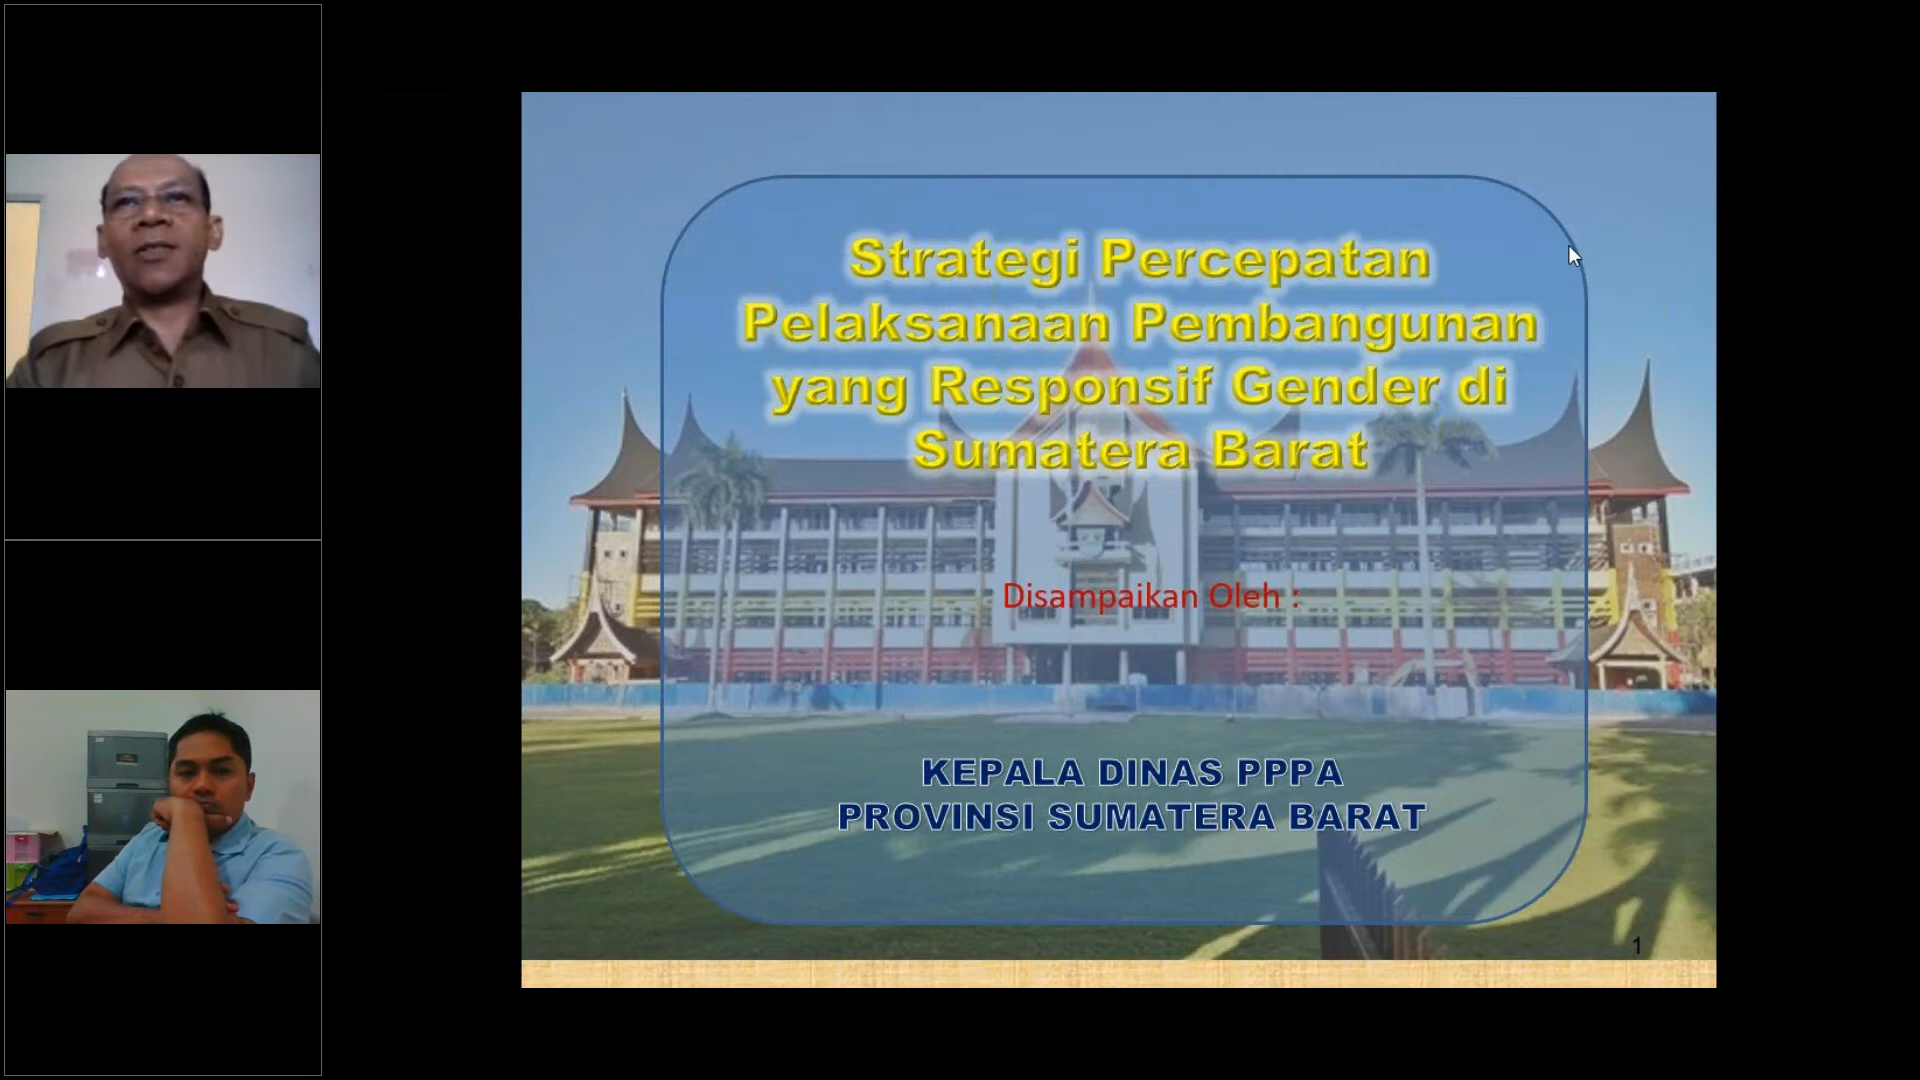 Strategi Percepatan
Pelaksanaan Pembangunan
yang Responsif Gender di
Sumatera Barat
Disampaikan Oleh :
KEPALA DINAS PPPA
PROVINSI SUMATERA BARAT
1